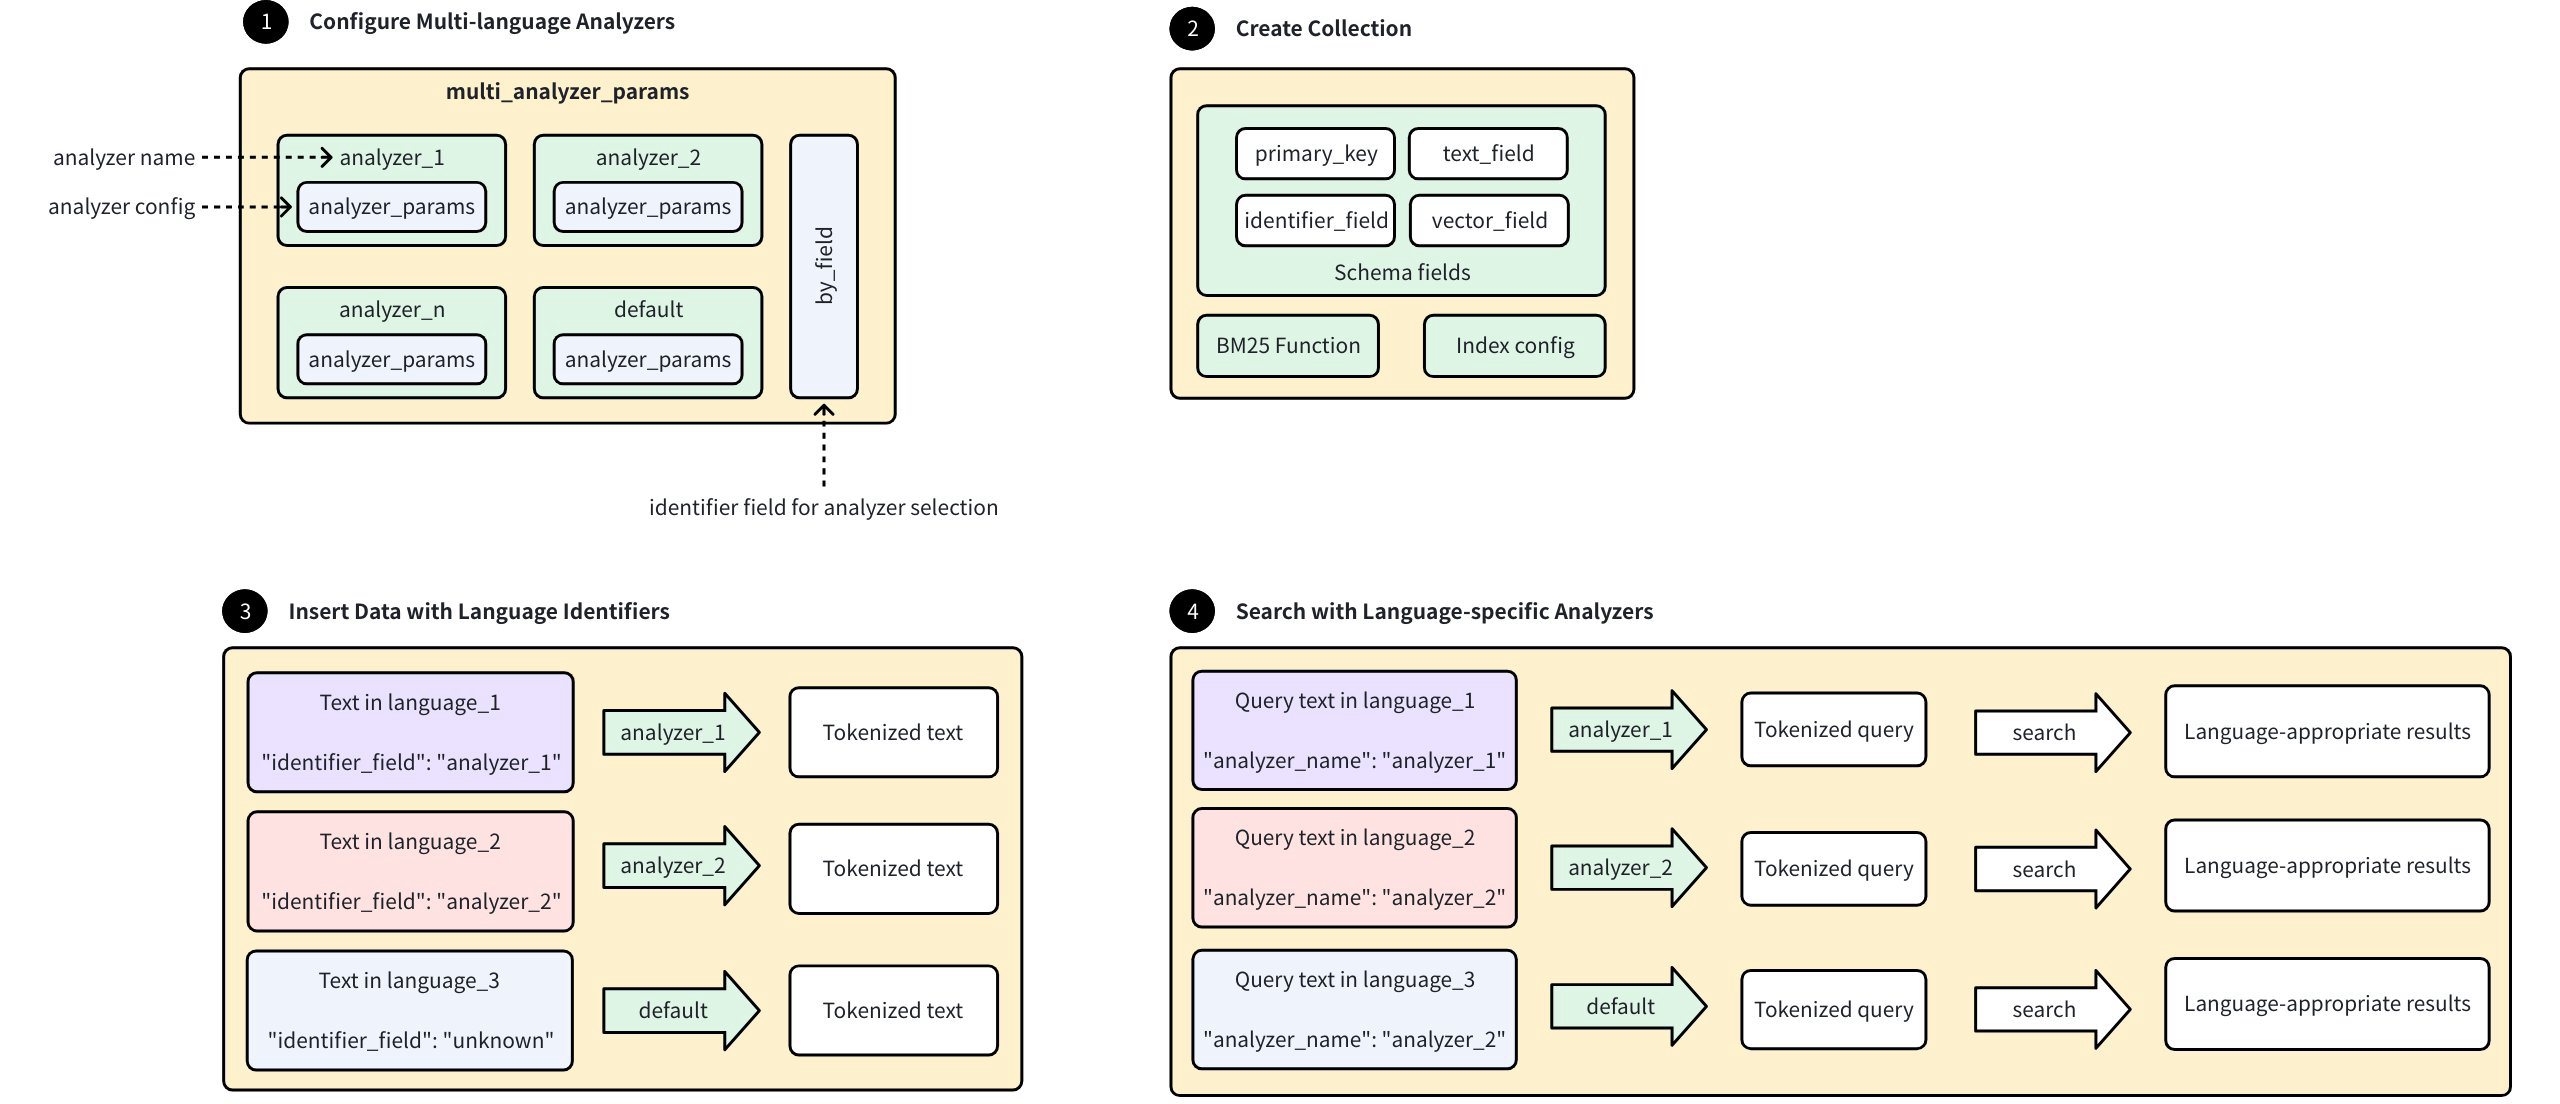 1 Configure Multi-language Analyzers
multi_analyzer_params
analyzer name
analyzer_1
analyzer config
analyzer_params
analyzer_2
analyzer_params
analyzer_n
analyzer_params
default
analyzer_params
by_field
identifier field for analyzer selection
2 Create Collection
primary_key
text_field
identifier_field
vector_field
Schema fields
BM25 Function
Index config
3 Insert Data with Language Identifiers
Text in language_1
"identifier_field": "analyzer_1"
analyzer_1
Tokenized text
Text in language_2
"identifier_field": "analyzer_2"
analyzer_2
Tokenized text
Text in language_3
"identifier_field": "unknown"
default
Tokenized text
4 Search with Language-specific Analyzers
Query text in language_1
"analyzer_name": "analyzer_1"
analyzer_1
Tokenized query
search
Language-appropriate results
Query text in language_2
"analyzer_name": "analyzer_2"
analyzer_2
Tokenized query
search
Language-appropriate results
Query text in language_3
"analyzer_name": "analyzer_2"
default
Tokenized query
search
Language-appropriate results